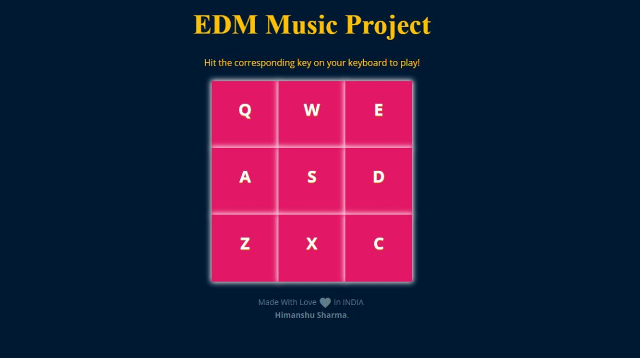 EDM Music Project
Hit the corresponding key on your keyboard to play!
Q W E
A S D
Z X C
Made With Love In INDIA
Himanshu Sharma.